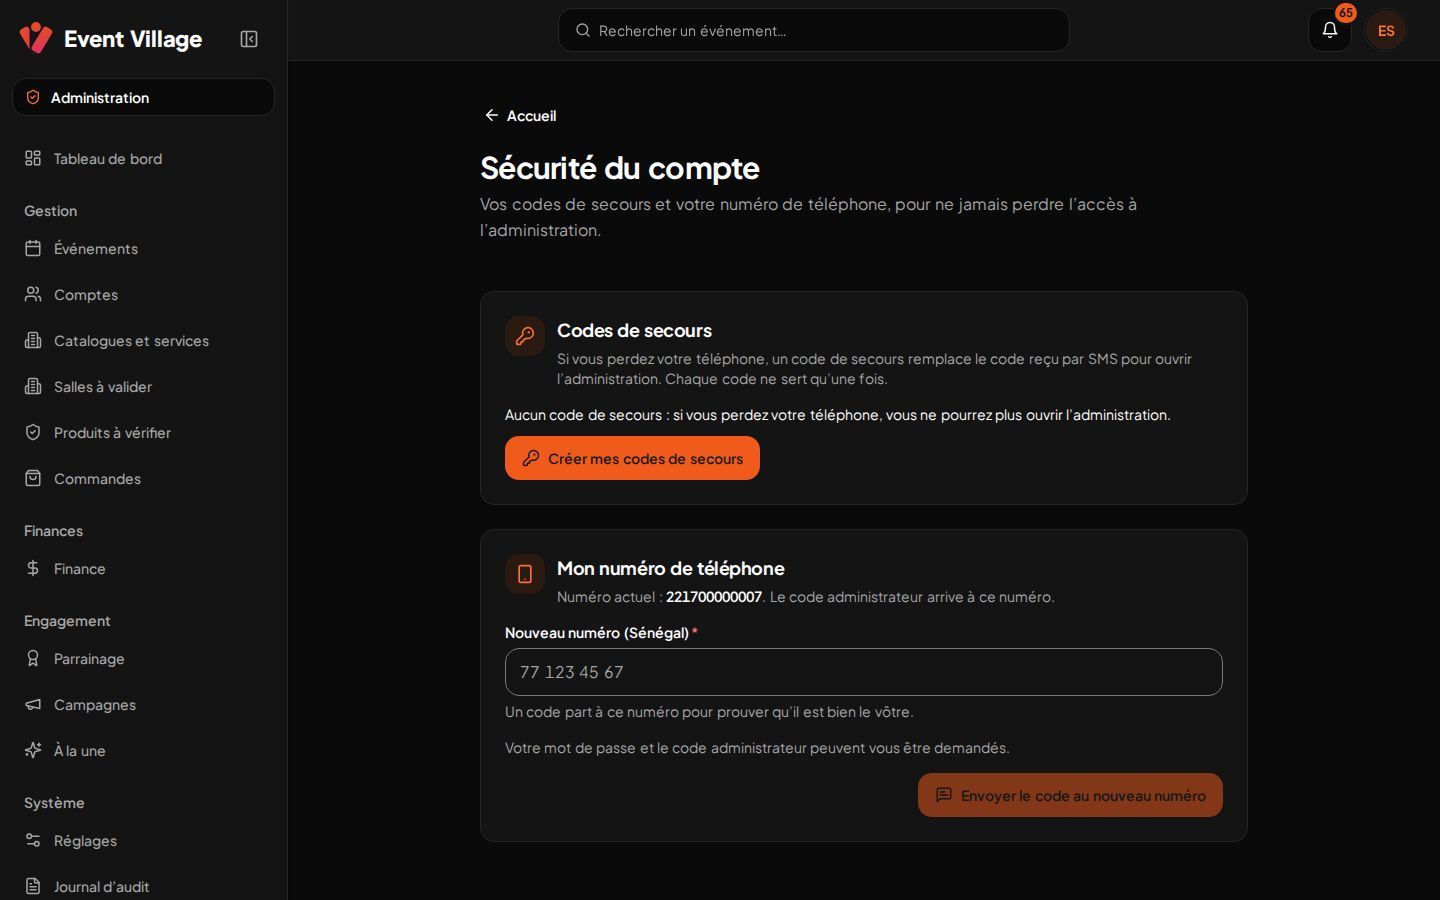 Event Village
Rechercher un événement...
65
ES
Administration
Tableau de bord
Gestion
Événements
Comptes
Catalogues et services
Salles à valider
Produits à vérifier
Commandes
Finances
Finance
Engagement
Parrainage
Campagnes
À la une
Système
Réglages
Journal d'audit
Accueil
Sécurité du compte
Vos codes de secours et votre numéro de téléphone, pour ne jamais perdre l'accès à
l'administration.
Codes de secours
Si vous perdez votre téléphone, un code de secours remplace le code reçu par SMS pour ouvrir
l'administration. Chaque code ne sert qu'une fois.
Aucun code de secours : si vous perdez votre téléphone, vous ne pourrez plus ouvrir l'administration.
Créer mes codes de secours
Mon numéro de téléphone
Numéro actuel : 221700000007. Le code administrateur arrive à ce numéro.
Nouveau numéro (Sénégal) *
77 123 45 67
Un code part à ce numéro pour prouver qu'il est bien le vôtre.
Votre mot de passe et le code administrateur peuvent vous être demandés.
Envoyer le code au nouveau numéro